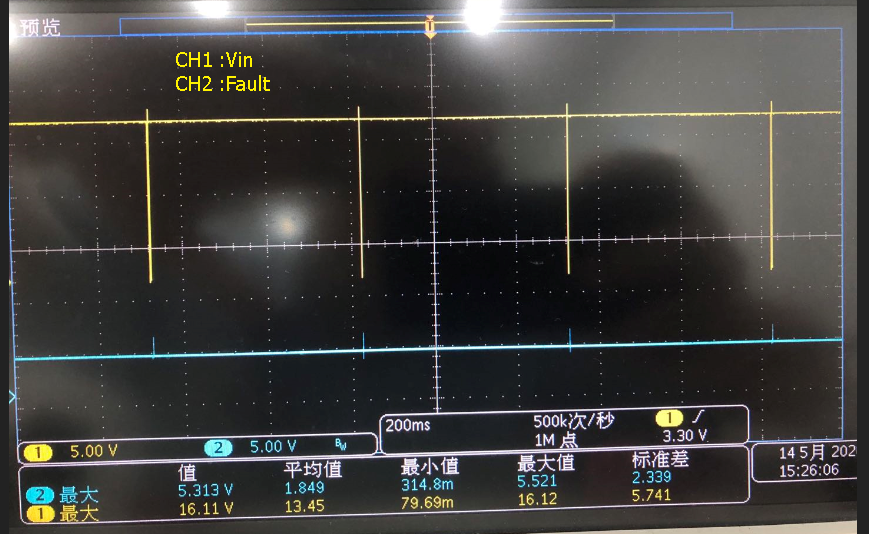 预览
T
CH1 :Vin
CH2 :Fault
200ms
500k次/秒
1M 点
1
3.30 V
1 5.00 V
2 5.00 V BW
值 平均值 最小值 最大值 标准差
2 最大 5.313 V 1.849 314.8m 5.521 2.339
1 最大 16.11 V 13.45 79.69m 16.12 5.741
14 5月 202
15:26:06